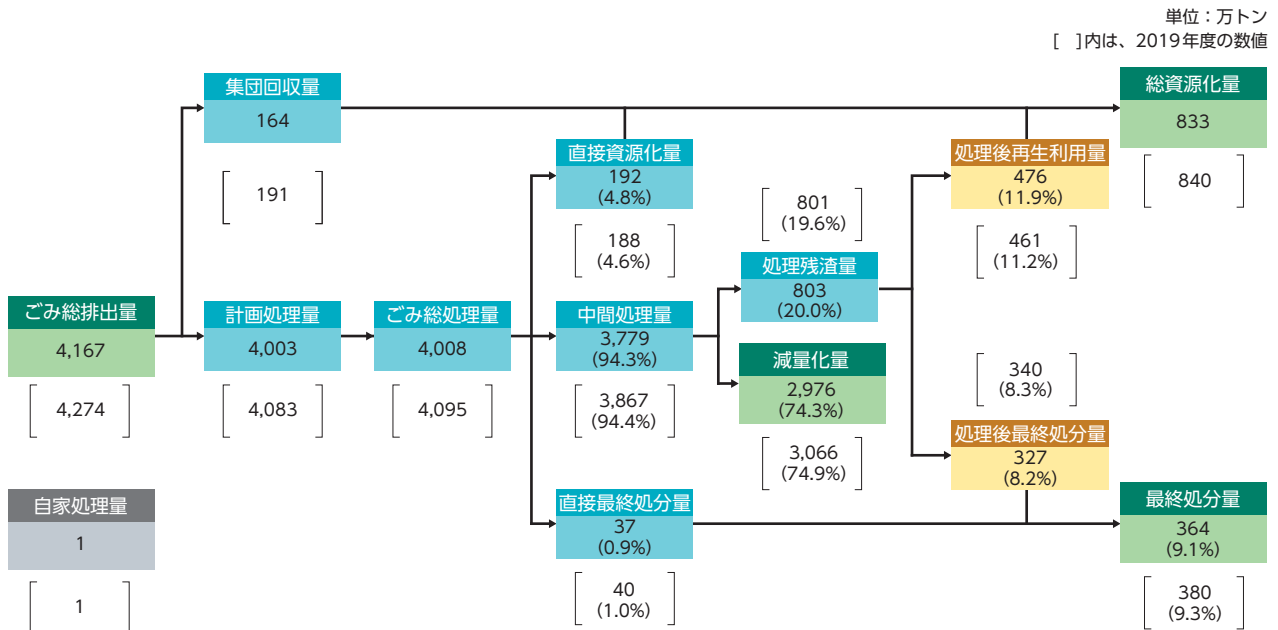 単位：万トン
[　]内は、2019年度の数値
集団回収量
164
191
総資源化量
833
840
直接資源化量
192
(4.8%)
188
(4.6%)
処理後再生利用量
476
(11.9%)
461
(11.2%)
801
(19.6%)
処理残渣量
803
(20.0%)
ごみ総排出量
4,167
4,274
計画処理量
4,003
4,083
ごみ総処理量
4,008
4,095
中間処理量
3,779
(94.3%)
3,867
(94.4%)
減量化量
2,976
(74.3%)
3,066
(74.9%)
340
(8.3%)
処理後最終処分量
327
(8.2%)
自家処理量
1
1
直接最終処分量
37
(0.9%)
40
(1.0%)
最終処分量
364
(9.1%)
380
(9.3%)